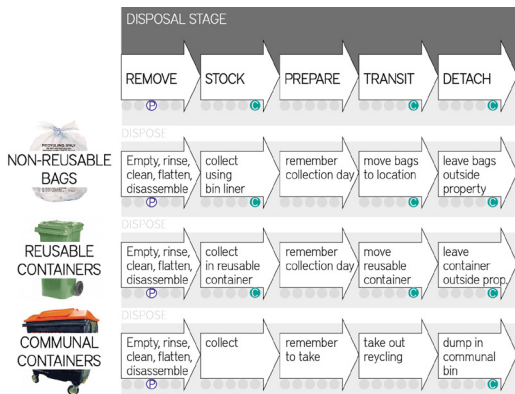 DISPOSAL STAGE
REMOVE
STOCK
PREPARE
TRANSIT
DETACH
P
C
C
C
DISPOSE
RECYCLING ONLY
NON-REUSABLE
BAGS
Empty, rinse,
clean, flatten,
disassemble
collect
using
bin liner
remember
collection day
move bags
to location
leave bags
outside
property
P
C
C
C
DISPOSE
REUSABLE
CONTAINERS
Empty, rinse,
clean, flatten,
disassemble
collect
in reusable
container
remember
collection day
move
reusable
container
leave
container
outside prop.
P
C
C
C
DISPOSE
COMMUNAL
CONTAINERS
Empty, rinse,
clean, flatten,
disassemble
collect
remember
to take
take out
reycling
dump in
communal
bin
P
C